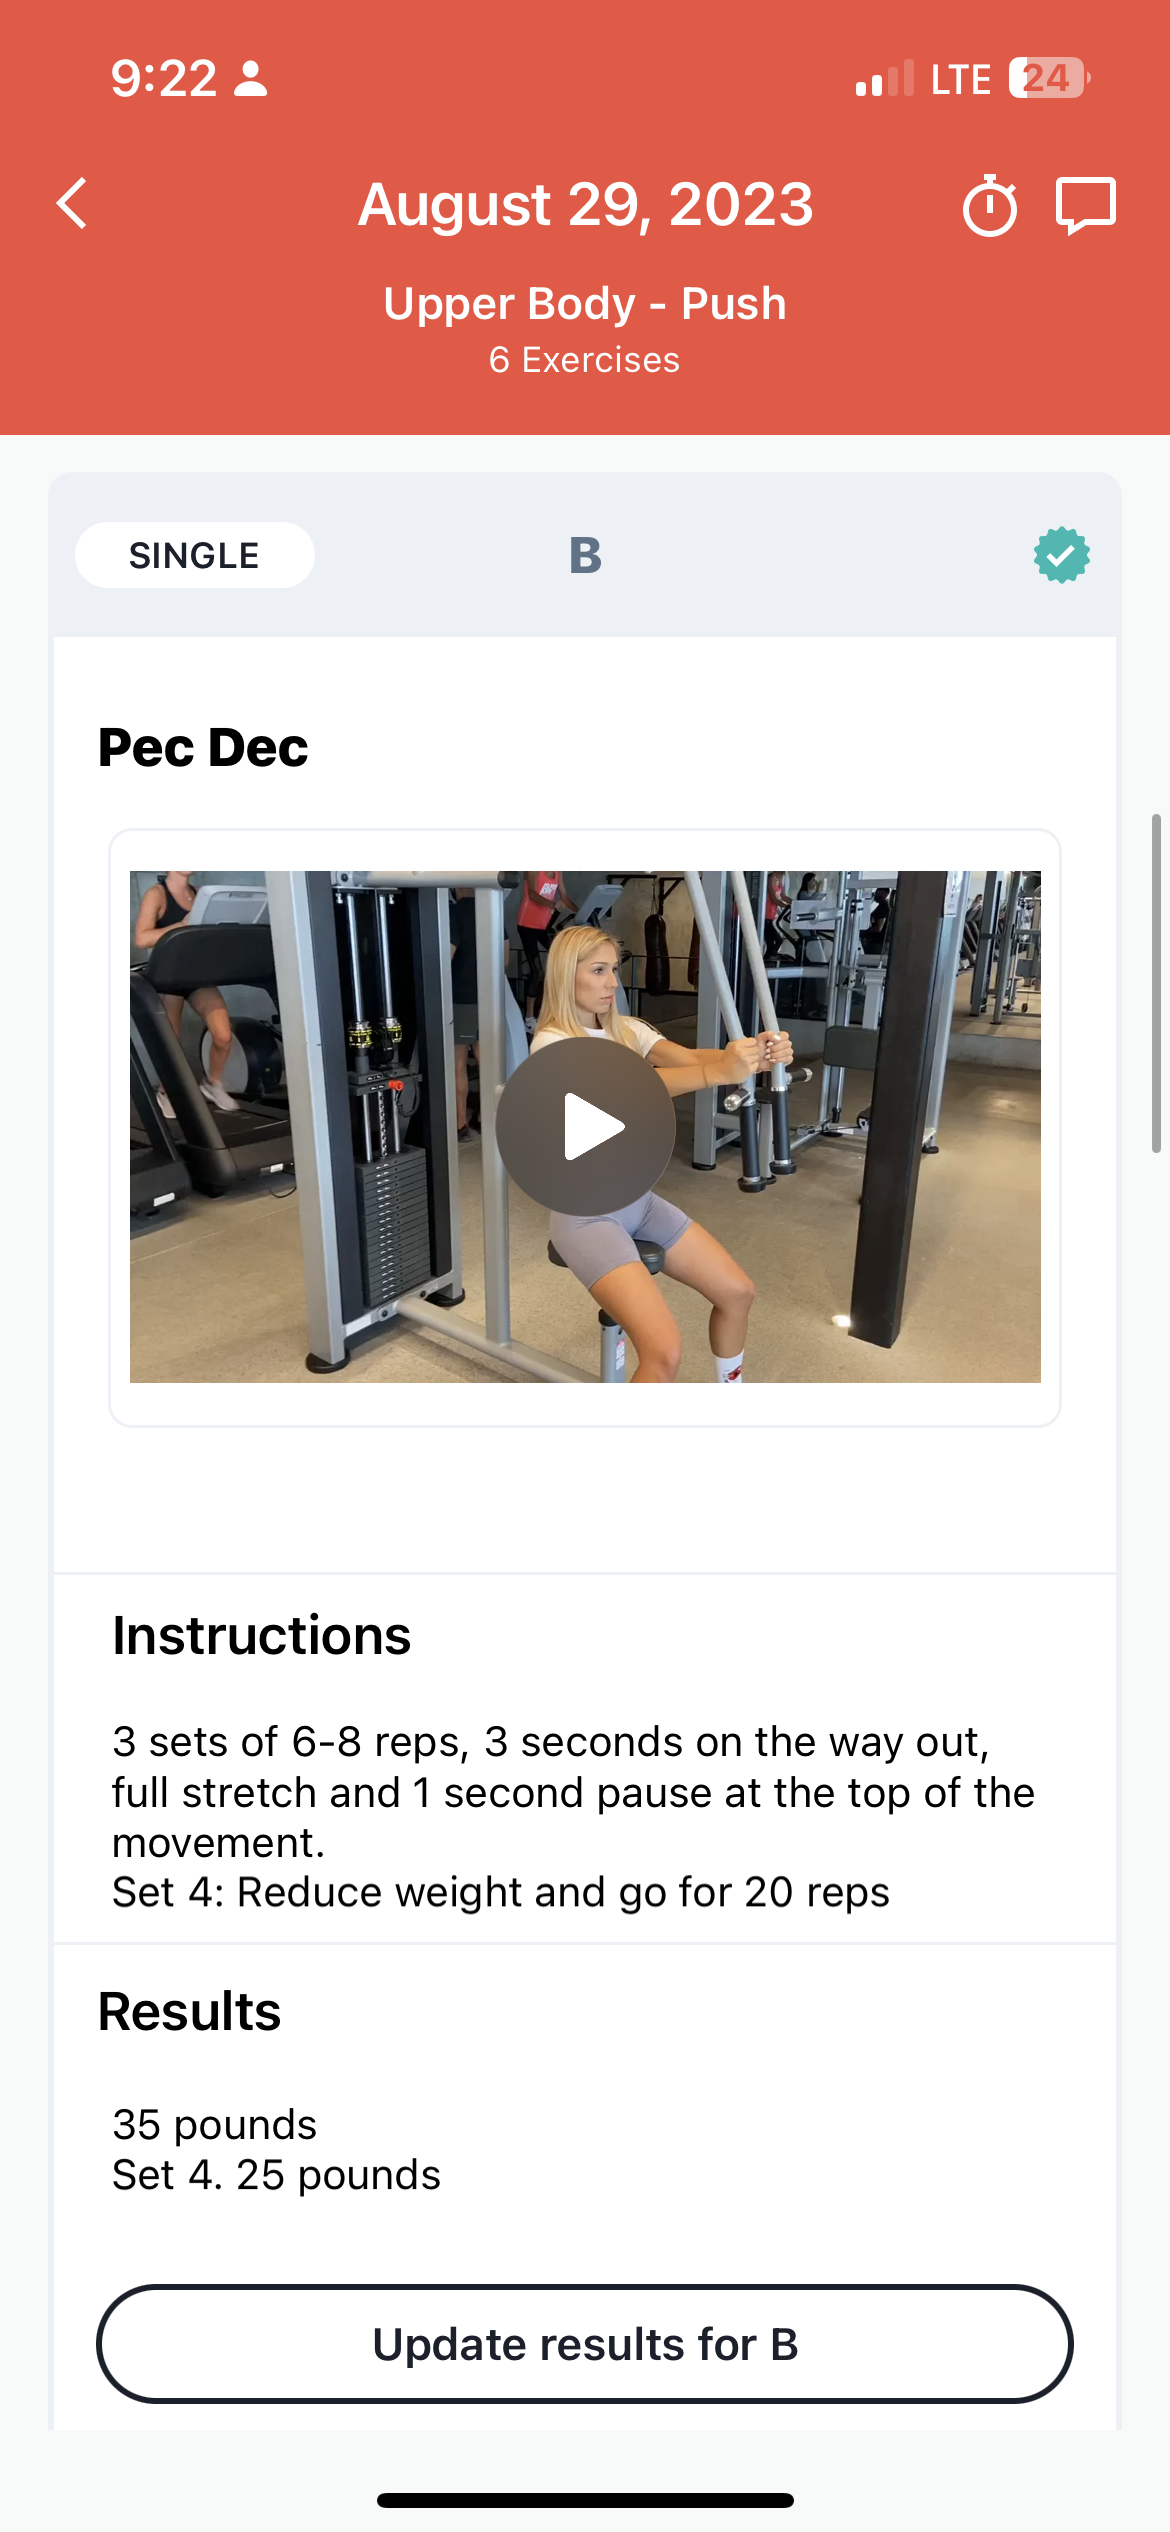 9:22
LTE 24
August 29, 2023
Upper Body - Push
6 Exercises
SINGLE
B
Pec Dec
Instructions
3 sets of 6-8 reps, 3 seconds on the way out,
full stretch and 1 second pause at the top of the
movement.
Set 4: Reduce weight and go for 20 reps
Results
35 pounds
Set 4. 25 pounds
Update results for B